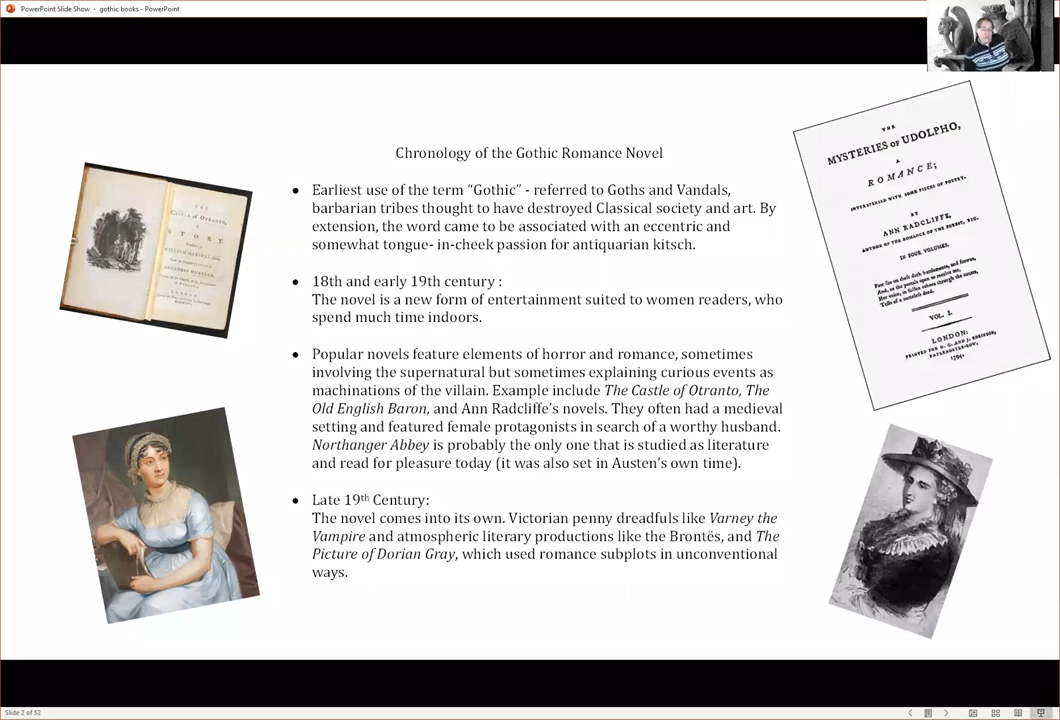 PowerPoint Slide Show - gothic books - PowerPoint
Chronology of the Gothic Romance Novel
● Earliest use of the term “Gothic” - referred to Goths and Vandals,
barbarian tribes thought to have destroyed Classical society and art. By
extension, the word came to be associated with an eccentric and
somewhat tongue- in-cheek passion for antiquarian kitsch.
● 18th and early 19th century :
The novel is a new form of entertainment suited to women readers, who
spend much time indoors.
● Popular novels feature elements of horror and romance, sometimes
involving the supernatural but sometimes explaining curious events as
machinations of the villain. Example include The Castle of Otranto, The
Old English Baron, and Ann Radcliffe’s novels. They often had a medieval
setting and featured female protagonists in search of a worthy husband.
Northanger Abbey is probably the only one that is studied as literature
and read for pleasure today (it was also set in Austen’s own time).
● Late 19th Century:
The novel comes into its own. Victorian penny dreadfuls like Varney the
Vampire and atmospheric literary productions like the Brontës, and The
Picture of Dorian Gray, which used romance subplots in unconventional
ways.
THE
Castle of Otranto,
A
STORY.
THE
MYSTERIES OF UDOLPHO,
A
ROMANCE;
INTERSPERSED WITH SOME PIECES OF POETRY.
BY
ANN RADCLIFFE,
AUTHOR OF THE ROMANCE OF THE FOREST, ETC.
IN FOUR VOLUMES.
VOL. I.
LONDON:
PRINTED FOR G. G. AND J. ROBINSON,
PATERNOSTER-ROW.
1794.
Slide 2 of 52